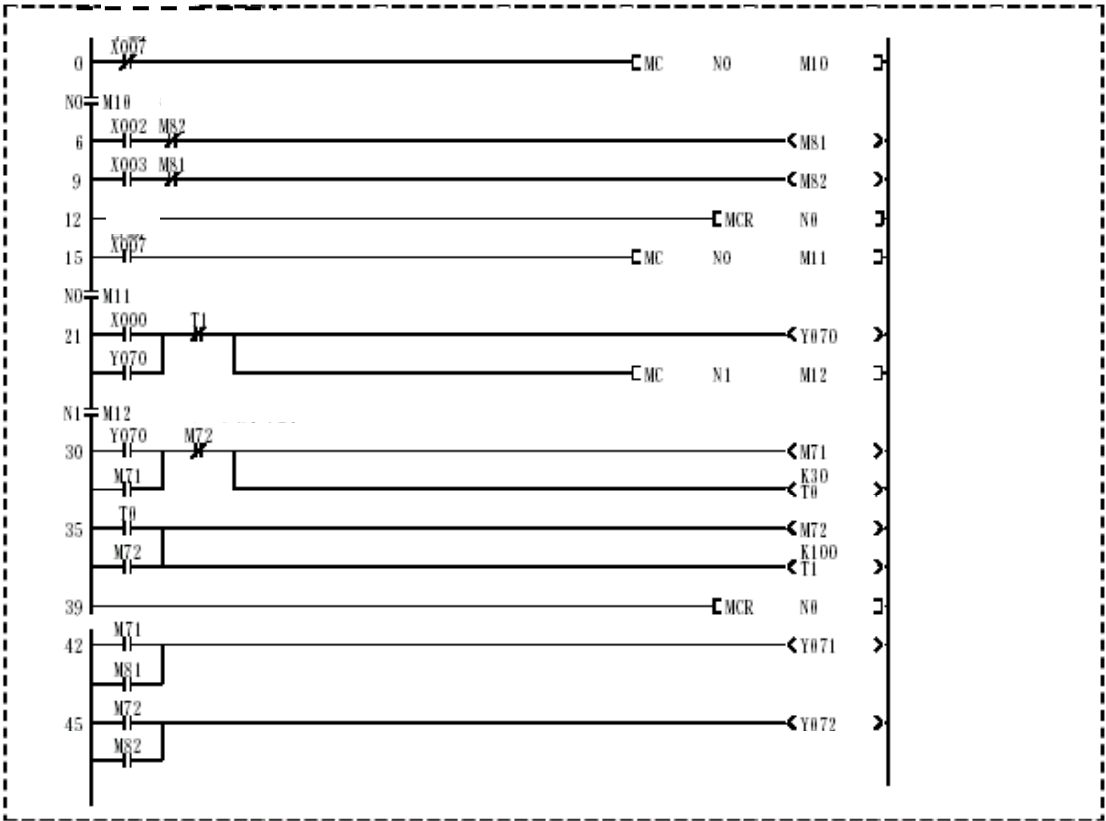 X007
0 MC N0 M10
N0 M10
X002 M82
6 M81
X003 M81
9 M82
12 MCR N0
X007
15 MC N0 M11
N0 M11
X000 T1
21 Y070
Y070
MC N1 M12
N1 M12
Y070 M72
30 M71
M71 K30
T0
T0
35 M72
M72 K100
T1
39 MCR N0
M71
42 Y071
M81
M72
45 Y072
M82